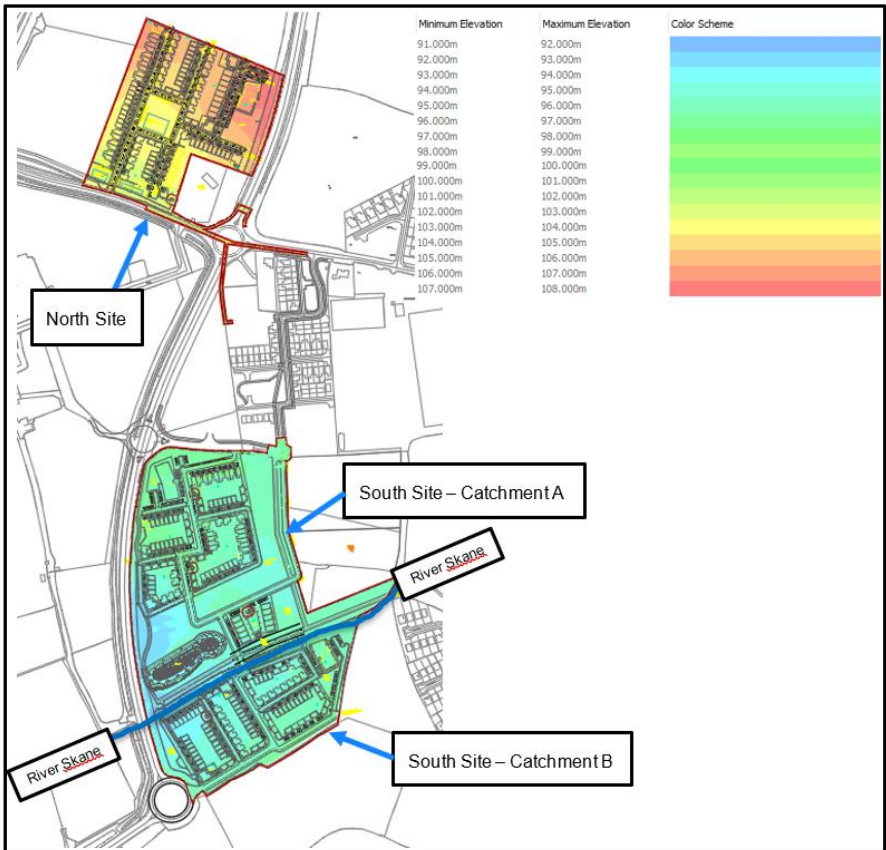 Minimum Elevation Maximum Elevation Color Scheme
91.000m 92.000m
92.000m 93.000m
93.000m 94.000m
94.000m 95.000m
95.000m 96.000m
96.000m 97.000m
97.000m 98.000m
98.000m 99.000m
99.000m 100.000m
100.000m 101.000m
101.000m 102.000m
102.000m 103.000m
103.000m 104.000m
104.000m 105.000m
105.000m 106.000m
106.000m 107.000m
107.000m 108.000m
North Site
South Site – Catchment A
River Skane
River Skane
South Site – Catchment B